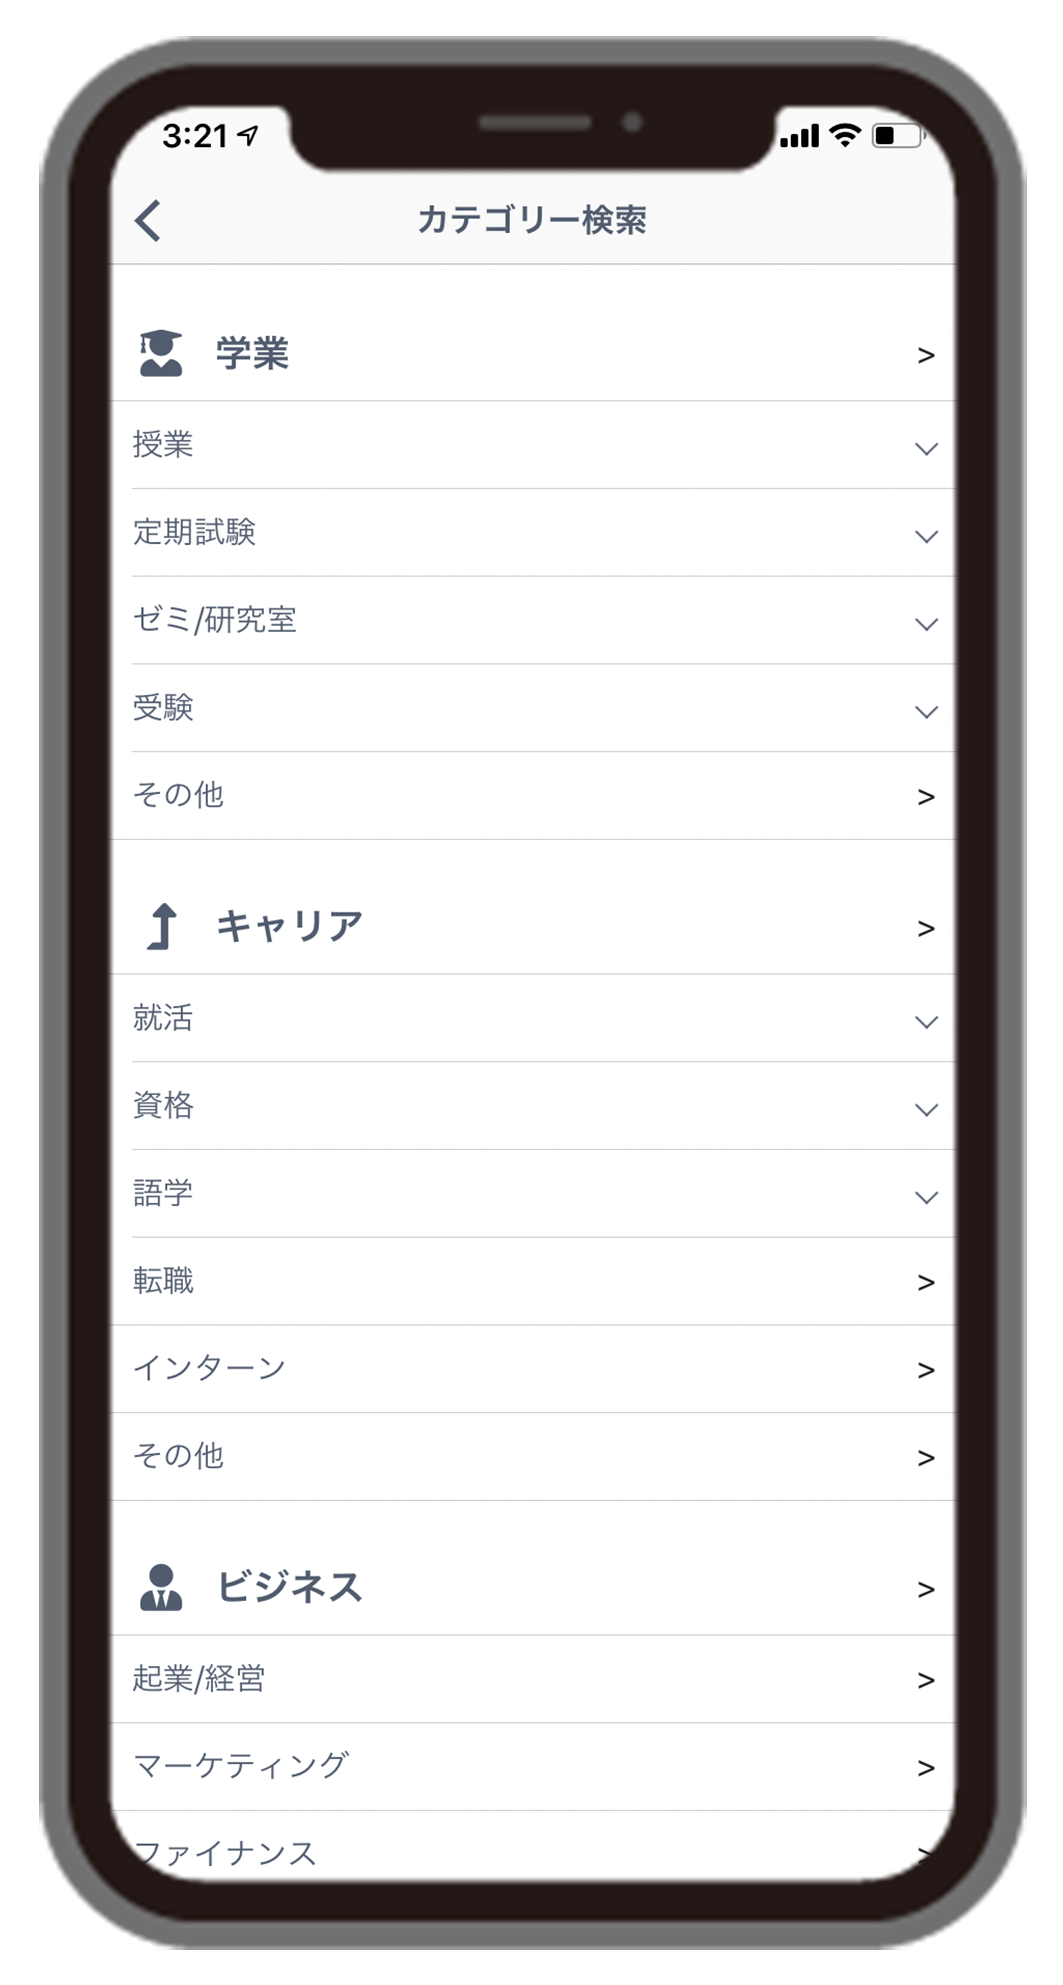 3:21
カテゴリー検索
学業 >
授業
定期試験
ゼミ/研究室
受験
その他 >
キャリア >
就活
資格
語学
転職 >
インターン >
その他 >
ビジネス >
起業/経営 >
マーケティング >
ファイナンス >